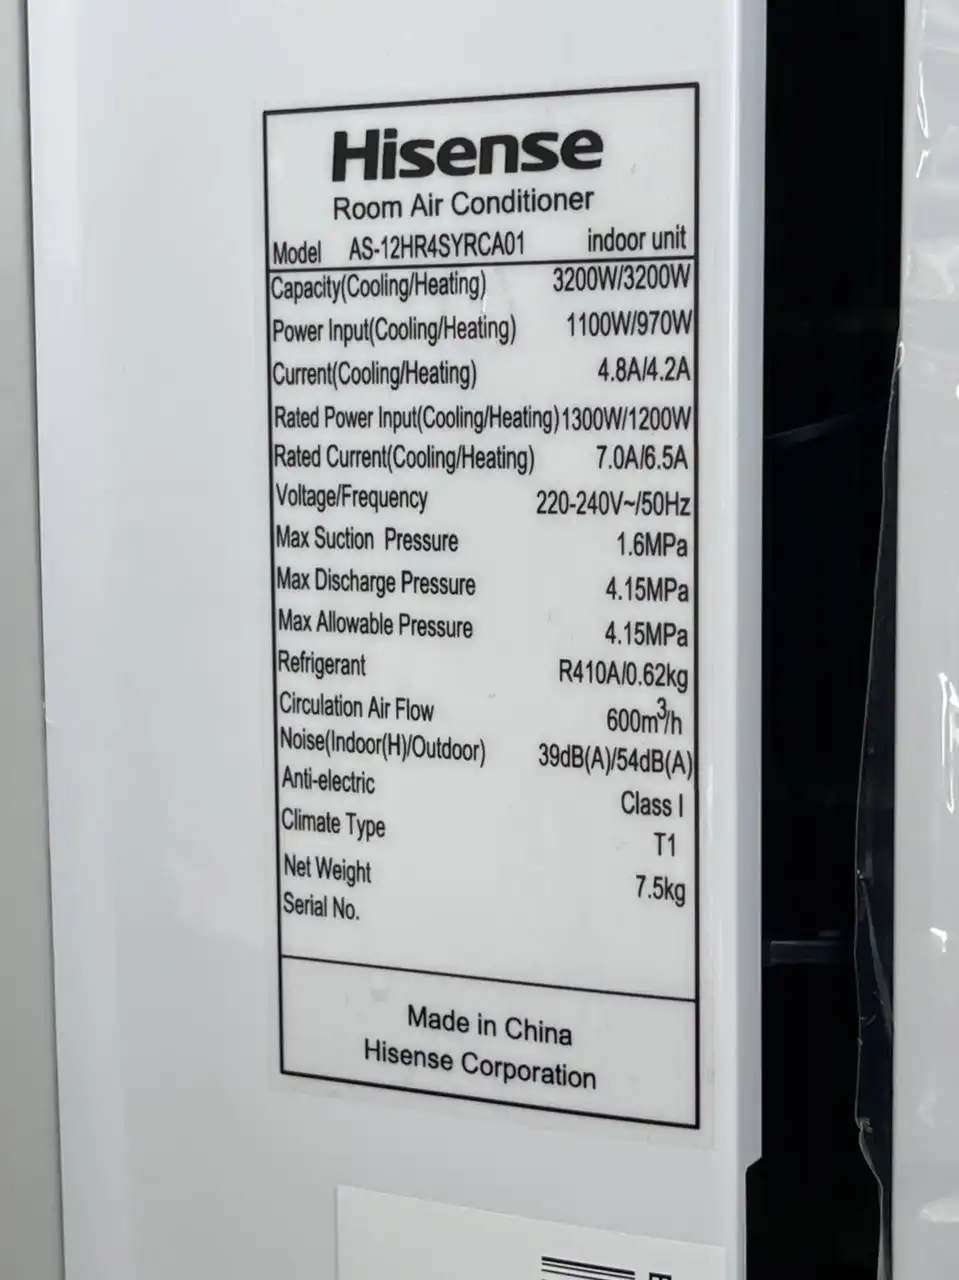 Hisense
Room Air Conditioner
Model AS-12HR4SYRCA01 indoor unit
Capacity(Cooling/Heating) 3200W/3200W
Power Input(Cooling/Heating) 1100W/970W
Current(Cooling/Heating) 4.8A/4.2A
Rated Power Input(Cooling/Heating) 1300W/1200W
Rated Current(Cooling/Heating) 7.0A/6.5A
Voltage/Frequency 220-240V~/50Hz
Max Suction Pressure 1.6MPa
Max Discharge Pressure 4.15MPa
Max Allowable Pressure 4.15MPa
Refrigerant R410A/0.62kg
Circulation Air Flow 600m³/h
Noise(Indoor(H)/Outdoor) 39dB(A)/54dB(A)
Anti-electric Class I
Climate Type T1
Net Weight 7.5kg
Serial No.
Made in China
Hisense Corporation